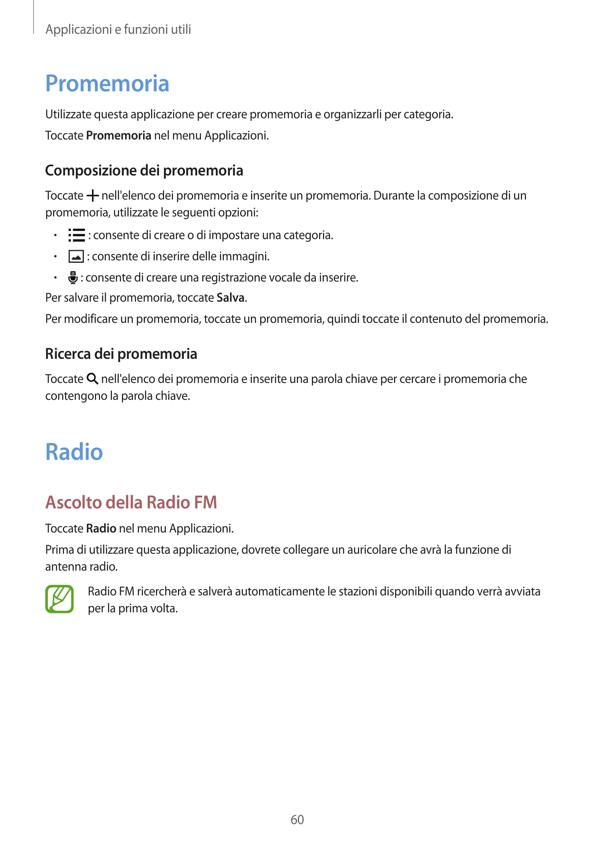 Applicazioni e funzioni utili
Promemoria
Utilizzate questa applicazione per creare promemoria e organizzarli per categoria.
Toccate Promemoria nel menu Applicazioni.
Composizione dei promemoria
Toccate nell'elenco dei promemoria e inserite un promemoria. Durante la composizione di un
promemoria, utilizzate le seguenti opzioni:
• : consente di creare o di impostare una categoria.
• : consente di inserire delle immagini.
• : consente di creare una registrazione vocale da inserire.
Per salvare il promemoria, toccate Salva.
Per modificare un promemoria, toccate un promemoria, quindi toccate il contenuto del promemoria.
Ricerca dei promemoria
Toccate nell'elenco dei promemoria e inserite una parola chiave per cercare i promemoria che
contengono la parola chiave.
Radio
Ascolto della Radio FM
Toccate Radio nel menu Applicazioni.
Prima di utilizzare questa applicazione, dovrete collegare un auricolare che avrà la funzione di
antenna radio.
Radio FM ricercherà e salverà automaticamente le stazioni disponibili quando verrà avviata
per la prima volta.
60